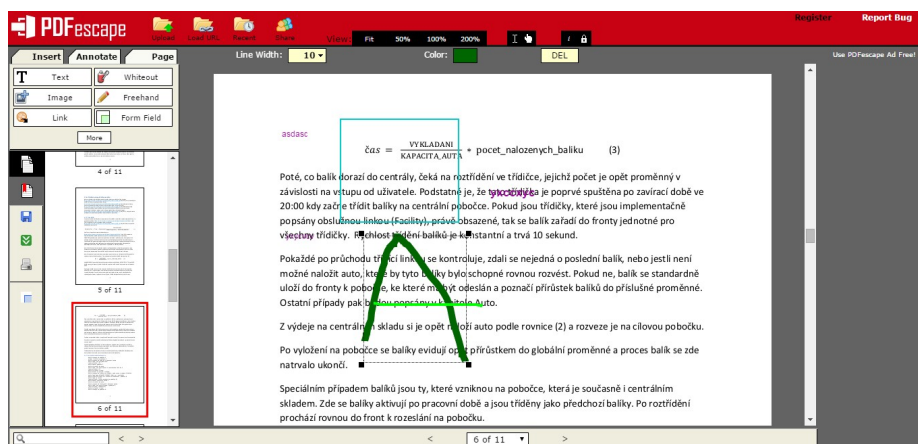 PDFescape
Upload
Load URL
Recent
Share
View:
Fit
50%
100%
200%
I
i
Register
Report Bug
Insert
Annotate
Page
Line Width:
10
Color:
DEL
Use PDFescape Ad Free!
T Text
Whiteout
Image
Freehand
Link
Form Field
More
4 of 11
5 of 11
6 of 11
asdasc
čas = VYKLADANI / KAPACITA_AUTA ∗ pocet_nalozenych_baliku (3)
Poté, co balík dorazí do centrály, čeká na roztřídění ve třídičce, jejichž počet je opět proměnný v
závislosti na vstupu od uživatele. Podstatné je, že tato třídička je poprvé spuštěna po zavirací době ve
20:00 kdy začne třídit balíky na centrální pobočce. Pokud jsou třídičky, které jsou implementačně
popsány obslužnou linkou (Facility), právě obsazené, tak se balík zařadí do fronty jednotné pro
všechny třídičky. Rychlost třídění balíků je konstantní a trvá 10 sekund.
Pokaždé po průchodu třídicí linkou se kontroluje, zdali se nejedná o poslední balík, nebo jestli není
možné naložit auto, které by tyto balíky bylo schopné rovnou rozvést. Pokud ne, balík se standardně
uloží do fronty k pobočce, ke které má být odeslán a poznačí přírůstek balíků do příslušné proměnné.
Ostatní případy pak budou popsány v kapitole Auto.
Z výdeje na centrálním skladu si je opět naloží auto podle rovnice (2) a rozveze je na cílovou pobočku.
Po vyložení na pobočce se balíky evidují opět přírůstkem do globální proměnné a proces balík se zde
natrvalo ukončí.
Speciálním případem balíků jsou ty, které vzniknou na pobočce, která je současně i centrálním
skladem. Zde se balíky aktivují po pracovní době a jsou tříděny jako předchozí balíky. Po roztřídění
prochází rovnou do front k rozeslání na pobočku.
< >
< 6 of 11 >